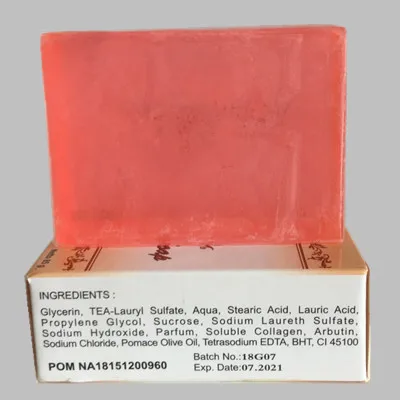 INGREDIENTS :
Glycerin, TEA-Lauryl Sulfate, Aqua, Stearic Acid, Lauric Acid,
Propylene Glycol, Sucrose, Sodium Laureth Sulfate,
Sodium Hydroxide, Parfum, Soluble Collagen, Arbutin,
Sodium Chloride, Pomace Olive Oil, Tetrasodium EDTA, BHT, CI 45100
Batch No.:18G07
POM NA18151200960 Exp. Date:07.2021